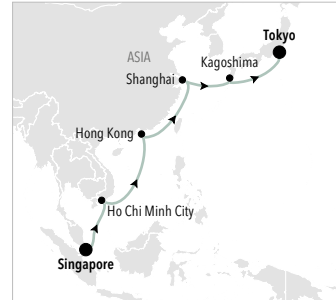 Tokyo
ASIA
Kagoshima
Shanghai
Hong Kong
Ho Chi Minh City
Singapore